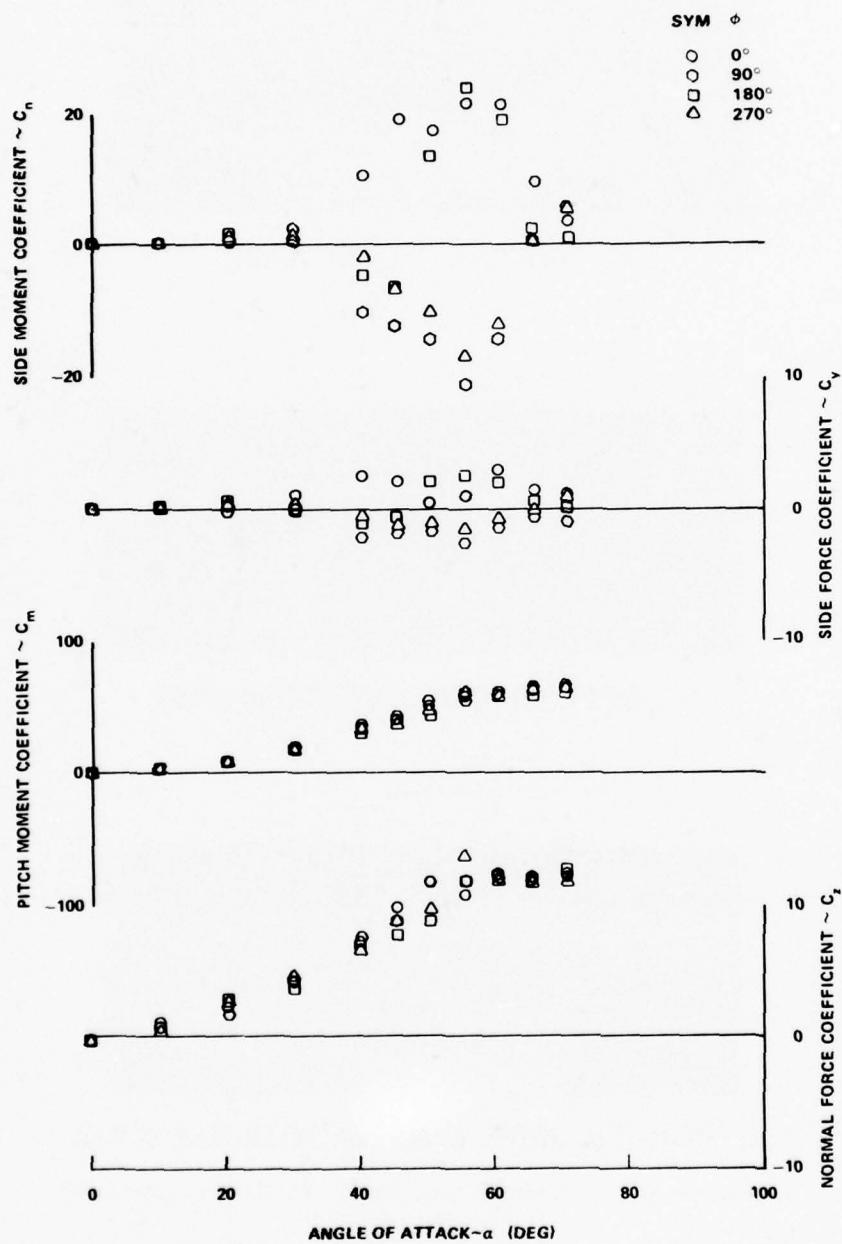 SYM φ
0°
90°
180°
270°
SIDE MOMENT COEFFICIENT ~ Cn
20
0
-20
SIDE FORCE COEFFICIENT ~ Cy
10
0
-10
PITCH MOMENT COEFFICIENT ~ Cm
100
0
-100
NORMAL FORCE COEFFICIENT ~ Cz
10
0
-10
0 20 40 60 80 100
ANGLE OF ATTACK~α (DEG)